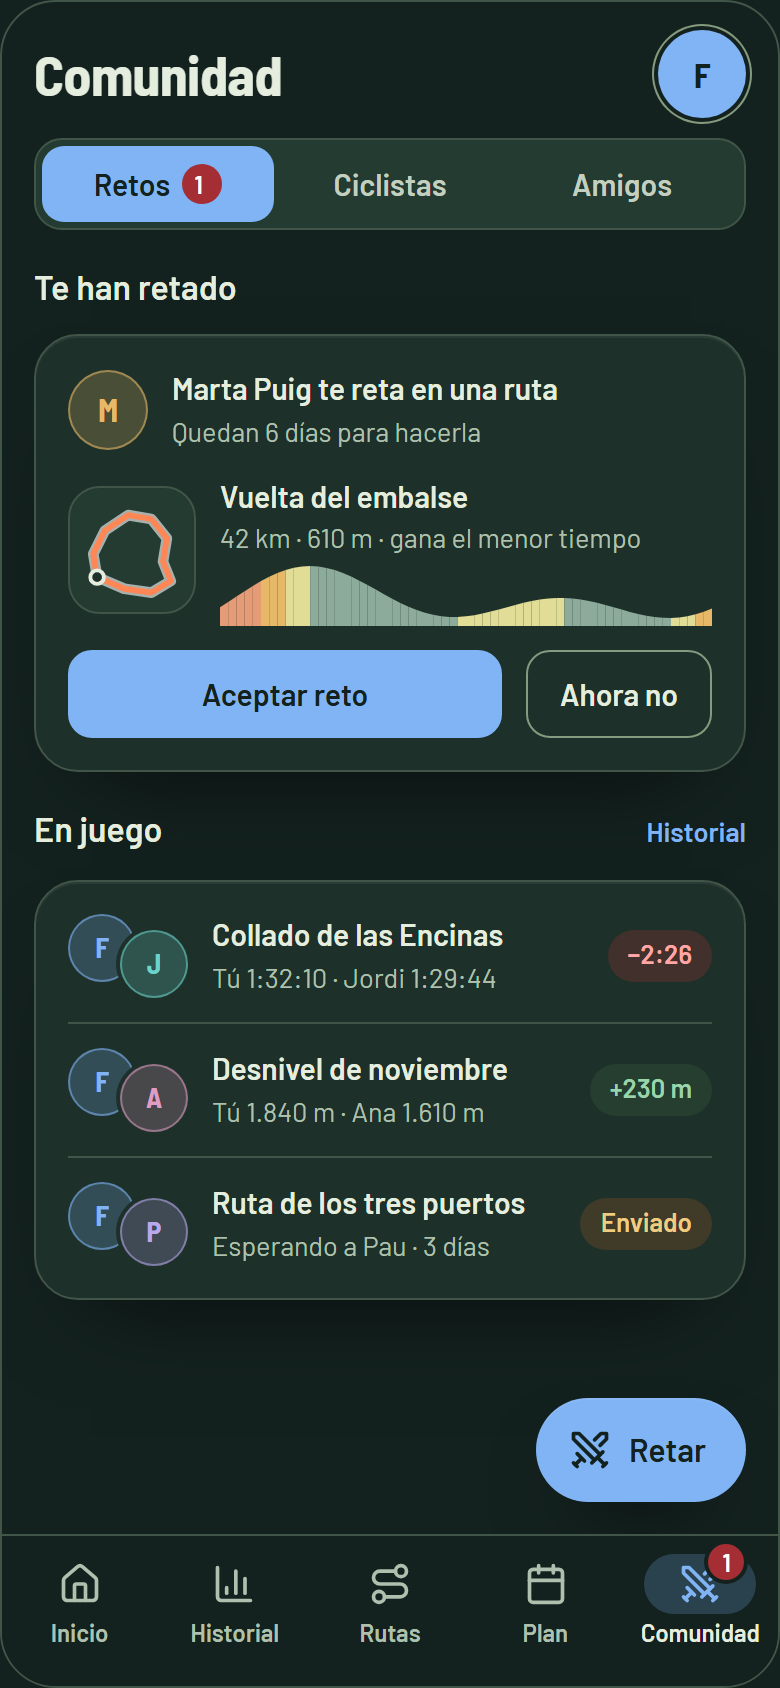 Comunidad
F
Retos 1
Ciclistas
Amigos
Te han retado
M
Marta Puig te reta en una ruta
Quedan 6 días para hacerla
Vuelta del embalse
42 km · 610 m · gana el menor tiempo
Aceptar reto
Ahora no
En juego
Historial
F
J
Collado de las Encinas
Tú 1:32:10 · Jordi 1:29:44
−2:26
F
A
Desnivel de noviembre
Tú 1.840 m · Ana 1.610 m
+230 m
F
P
Ruta de los tres puertos
Esperando a Pau · 3 días
Enviado
Retar
1
Inicio
Historial
Rutas
Plan
Comunidad